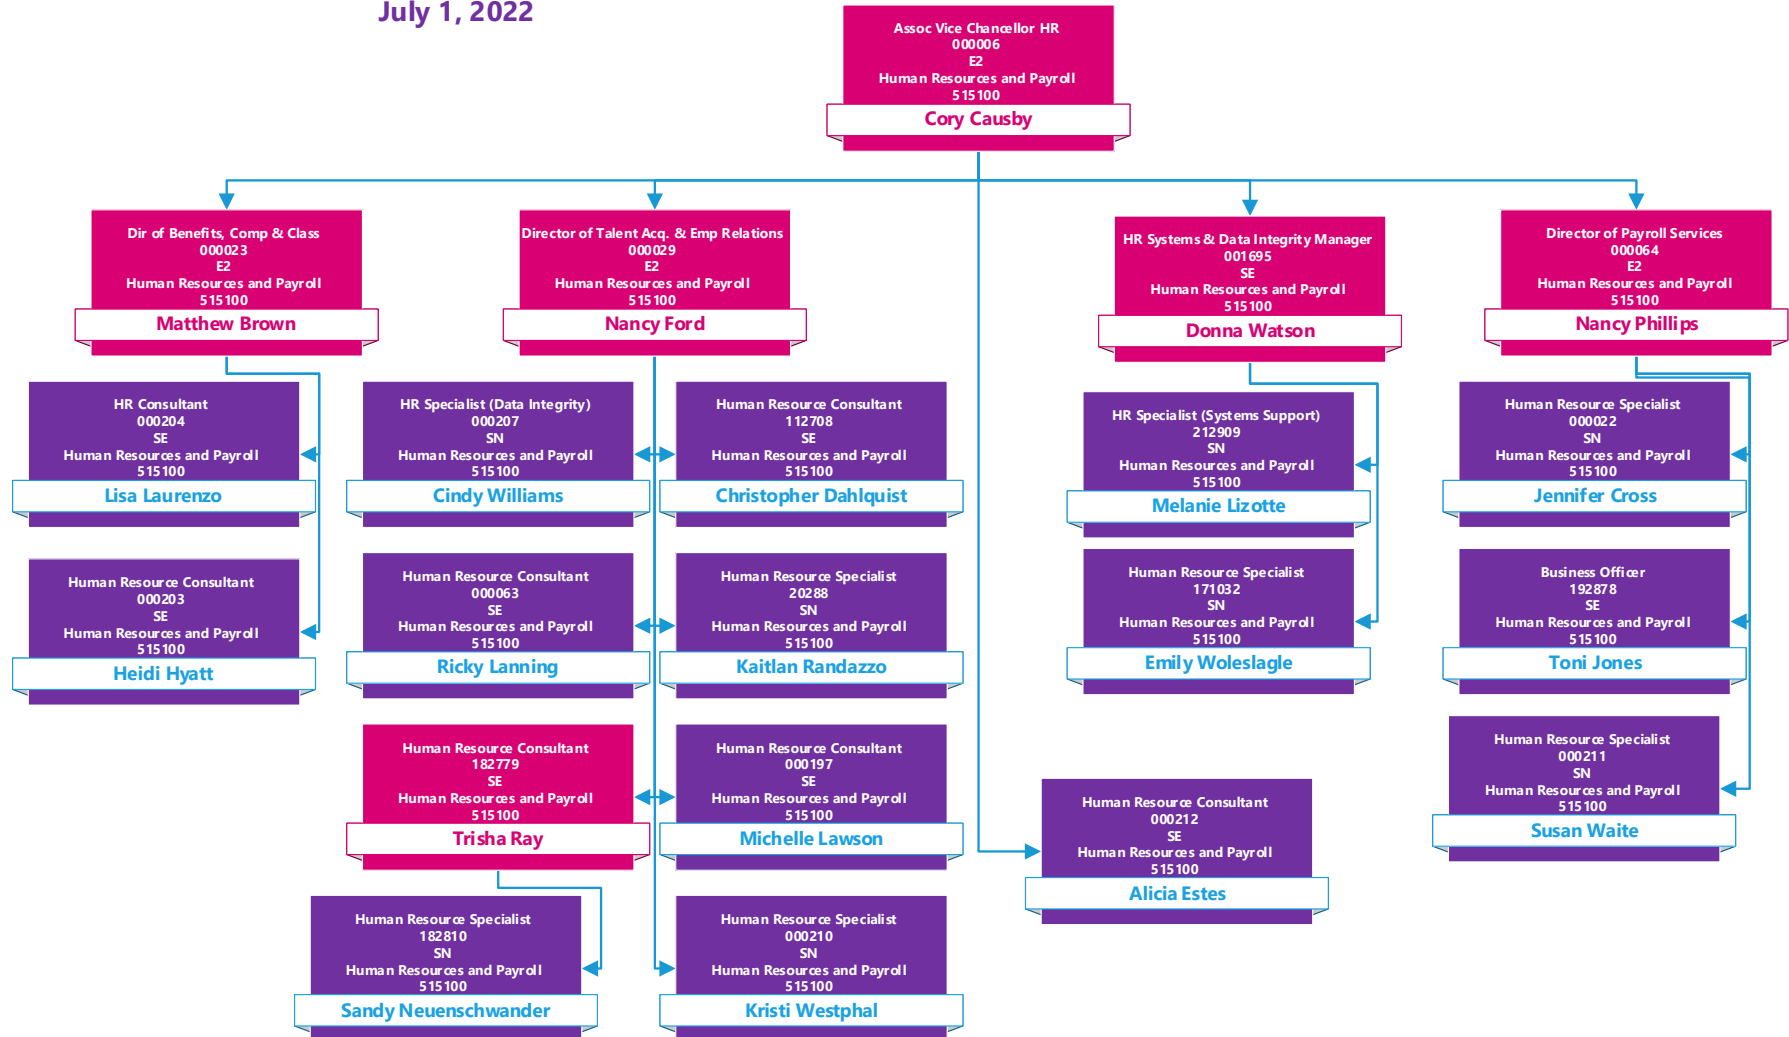 July 1, 2022
Assoc Vice Chancellor HR
000006
E2
Human Resources and Payroll
515100
Cory Causby
Dir of Benefits, Comp & Class
000023
E2
Human Resources and Payroll
515100
Matthew Brown
Director of Talent Acq. & Emp Relations
000029
E2
Human Resources and Payroll
515100
Nancy Ford
HR Systems & Data Integrity Manager
001695
SE
Human Resources and Payroll
515100
Donna Watson
Director of Payroll Services
000064
E2
Human Resources and Payroll
515100
Nancy Phillips
HR Consultant
000204
SE
Human Resources and Payroll
515100
Lisa Laurenzo
HR Specialist (Data Integrity)
000207
SN
Human Resources and Payroll
515100
Cindy Williams
Human Resource Consultant
112708
SE
Human Resources and Payroll
515100
Christopher Dahlquist
HR Specialist (Systems Support)
212909
SN
Human Resources and Payroll
515100
Melanie Lizotte
Human Resource Specialist
000022
SN
Human Resources and Payroll
515100
Jennifer Cross
Human Resource Consultant
000203
SE
Human Resources and Payroll
515100
Heidi Hyatt
Human Resource Consultant
000063
SE
Human Resources and Payroll
515100
Ricky Lanning
Human Resource Specialist
20288
SN
Human Resources and Payroll
515100
Kaitlan Randazzo
Human Resource Specialist
171032
SN
Human Resources and Payroll
515100
Emily Woleslagle
Business Officer
192878
SE
Human Resources and Payroll
515100
Toni Jones
Human Resource Consultant
182779
SE
Human Resources and Payroll
515100
Trisha Ray
Human Resource Consultant
000197
SE
Human Resources and Payroll
515100
Michelle Lawson
Human Resource Consultant
000212
SE
Human Resources and Payroll
515100
Alicia Estes
Human Resource Specialist
000211
SN
Human Resources and Payroll
515100
Susan Waite
Human Resource Specialist
182810
SN
Human Resources and Payroll
515100
Sandy Neuenschwander
Human Resource Specialist
000210
SN
Human Resources and Payroll
515100
Kristi Westphal